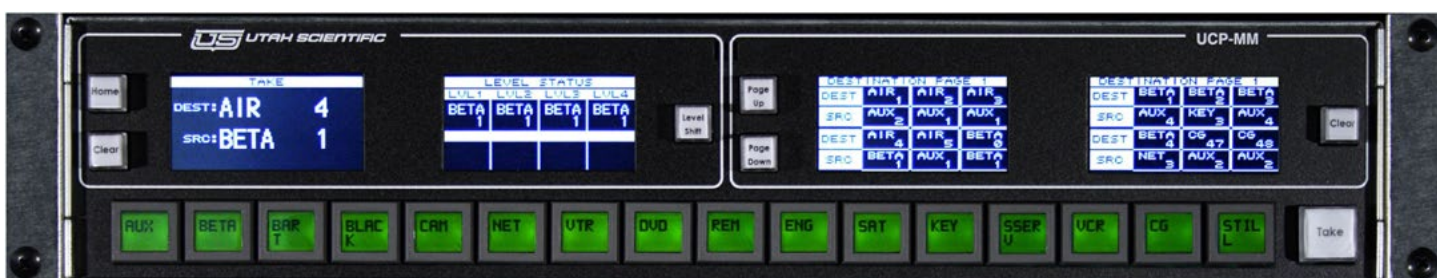 US UTAH SCIENTIFIC
UCP-MM
Home
Clear
TAKE
DEST:AIR 4
SRC:BETA 1
LEVEL STATUS
LVL1 LVL2 LVL3 LVL4
BETA 1 BETA 1 BETA 1 BETA 1
Level Shift
Page Up
Page Down
DESTINATION PAGE 1
DEST AIR 1 AIR 2 AIR 3
SRC AUX 2 AUX 1 AUX 1
DEST AIR 4 AIR 5 BETA 0
SRC BETA 1 AUX 1 BETA 1
DESTINATION PAGE 1
DEST BETA 1 BETA 2 BETA 3
SRC AUX 4 KEY 3 AUX 4
DEST BETA 4 CG 47 CG 48
SRC NET 3 AUX 2 AUX 2
Clear
AUX BETA BAR T BLAC K CAM NET VTR DVD REM ENG SAT KEY SSER V VCR CG STIL L
Take